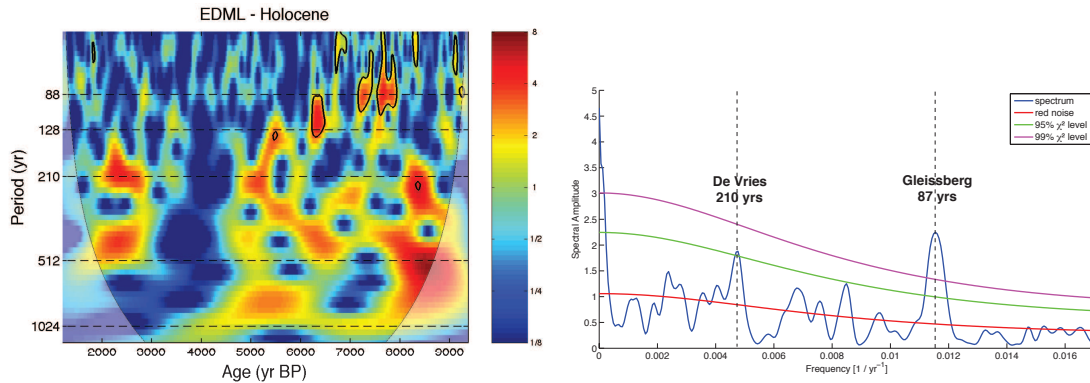 EDML - Holocene
Period (yr)
88
128
210
512
1024
2000 3000 4000 5000 6000 7000 8000 9000
Age (yr BP)
8
4
2
1
1/2
1/4
1/8
Spectral Amplitude
5
4.5
4
3.5
3
2.5
2
1.5
1
0.5
0
0.002 0.004 0.006 0.008 0.01 0.012 0.014 0.016
Frequency [1 / yr⁻¹]
De Vries
210 yrs
Gleissberg
87 yrs
spectrum
red noise
95% χ² level
99% χ² level